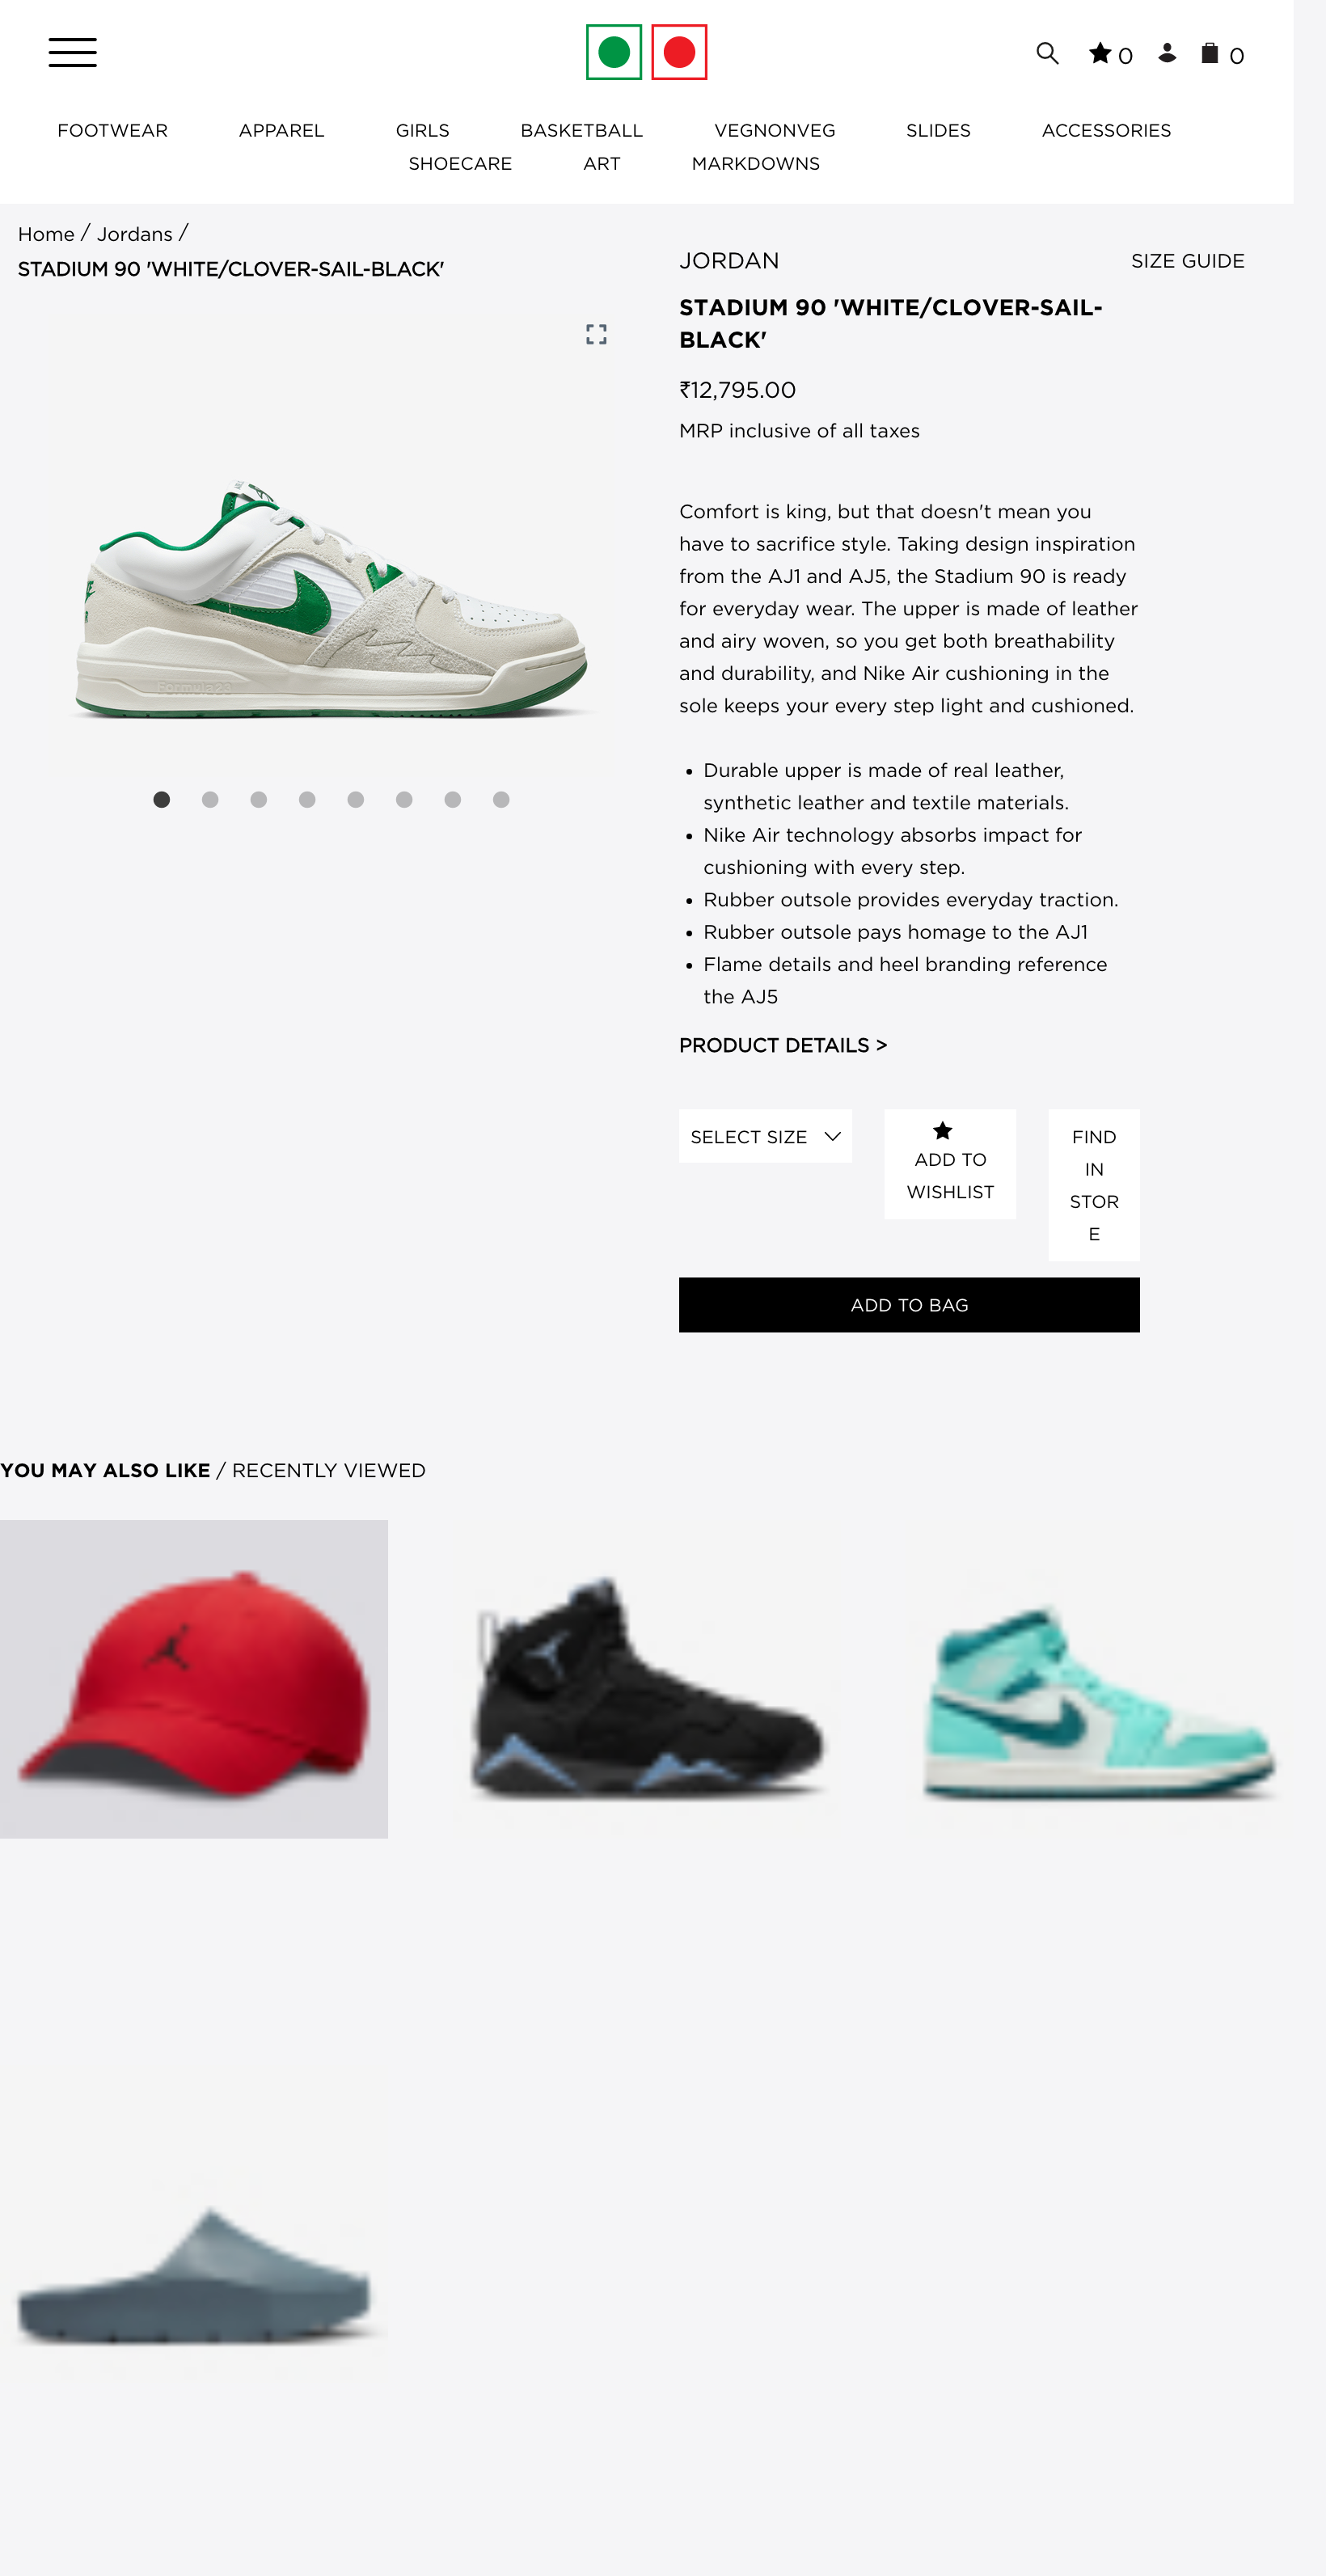 0
0
FOOTWEAR APPAREL GIRLS BASKETBALL VEGNONVEG SLIDES ACCESSORIES
SHOECARE ART MARKDOWNS
Home / Jordans /
STADIUM 90 'WHITE/CLOVER-SAIL-BLACK'
JORDAN
SIZE GUIDE
STADIUM 90 'WHITE/CLOVER-SAIL-
BLACK'
₹12,795.00
MRP inclusive of all taxes
Comfort is king, but that doesn't mean you
have to sacrifice style. Taking design inspiration
from the AJ1 and AJ5, the Stadium 90 is ready
for everyday wear. The upper is made of leather
and airy woven, so you get both breathability
and durability, and Nike Air cushioning in the
sole keeps your every step light and cushioned.
• Durable upper is made of real leather,
synthetic leather and textile materials.
• Nike Air technology absorbs impact for
cushioning with every step.
• Rubber outsole provides everyday traction.
• Rubber outsole pays homage to the AJ1
• Flame details and heel branding reference
the AJ5
PRODUCT DETAILS >
SELECT SIZE
ADD TO
WISHLIST
FIND
IN
STOR
E
ADD TO BAG
Formula23
YOU MAY ALSO LIKE / RECENTLY VIEWED